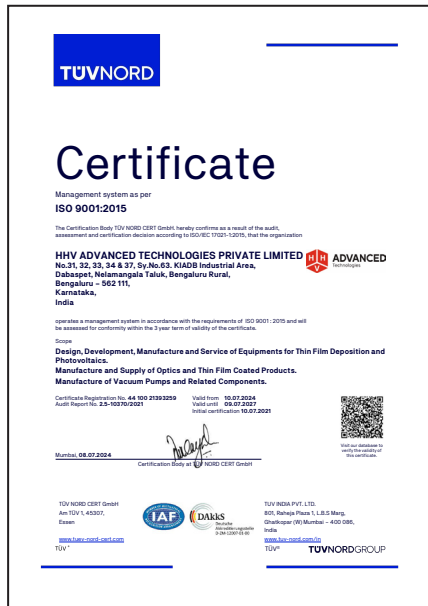 TÜVNORD
Certificate
Management system as per
ISO 9001:2015
The Certification Body TÜV NORD CERT GmbH, hereby confirms as a result of the audit,
assessment and certification decision according to ISO/IEC 17021-1:2015, that the organization
HHV ADVANCED TECHNOLOGIES PRIVATE LIMITED
No.31, 32, 33, 34 & 37, Sy.No.63. KIADB Industrial Area,
Dabaspet, Nelamangala Taluk, Bengaluru Rural,
Bengaluru – 562 111,
Karnataka,
India
HHV ADVANCED
Technologies
operates a management system in accordance with the requirements of ISO 9001 : 2015 and will
be assessed for conformity within the 3 year term of validity of the certificate.
Scope
Design, Development, Manufacture and Service of Equipments for Thin Film Deposition and
Photovoltaics.
Manufacture and Supply of Optics and Thin Film Coated Products.
Manufacture of Vacuum Pumps and Related Components.
Certificate Registration No. 44 100 21393259
Audit Report No. 2.5-10370/2021
Valid from 10.07.2024
Valid until 09.07.2027
Initial certification 10.07.2021
Visit our database to
verify the validity of
this certificate.
Mumbai, 08.07.2024
Certification Body at TÜV NORD CERT GmbH
TÜV NORD CERT GmbH
Am TÜV 1, 45307,
Essen
www.tuev-nord-cert.com
TÜV ®
IAF
DAkkS
Deutsche
Akkreditierungsstelle
D-ZM-12007-01-00
TUV INDIA PVT. LTD.
801, Raheja Plaza 1, L.B.S Marg,
Ghatkopar (W) Mumbai – 400 086,
India
www.tuv-nord.com/in
TÜV®
TÜVNORDGROUP